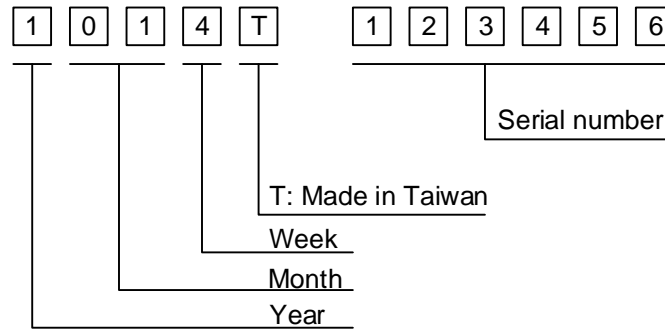 1 0 1 4 T 1 2 3 4 5 6
Serial number
T: Made in Taiwan
Week
Month
Year